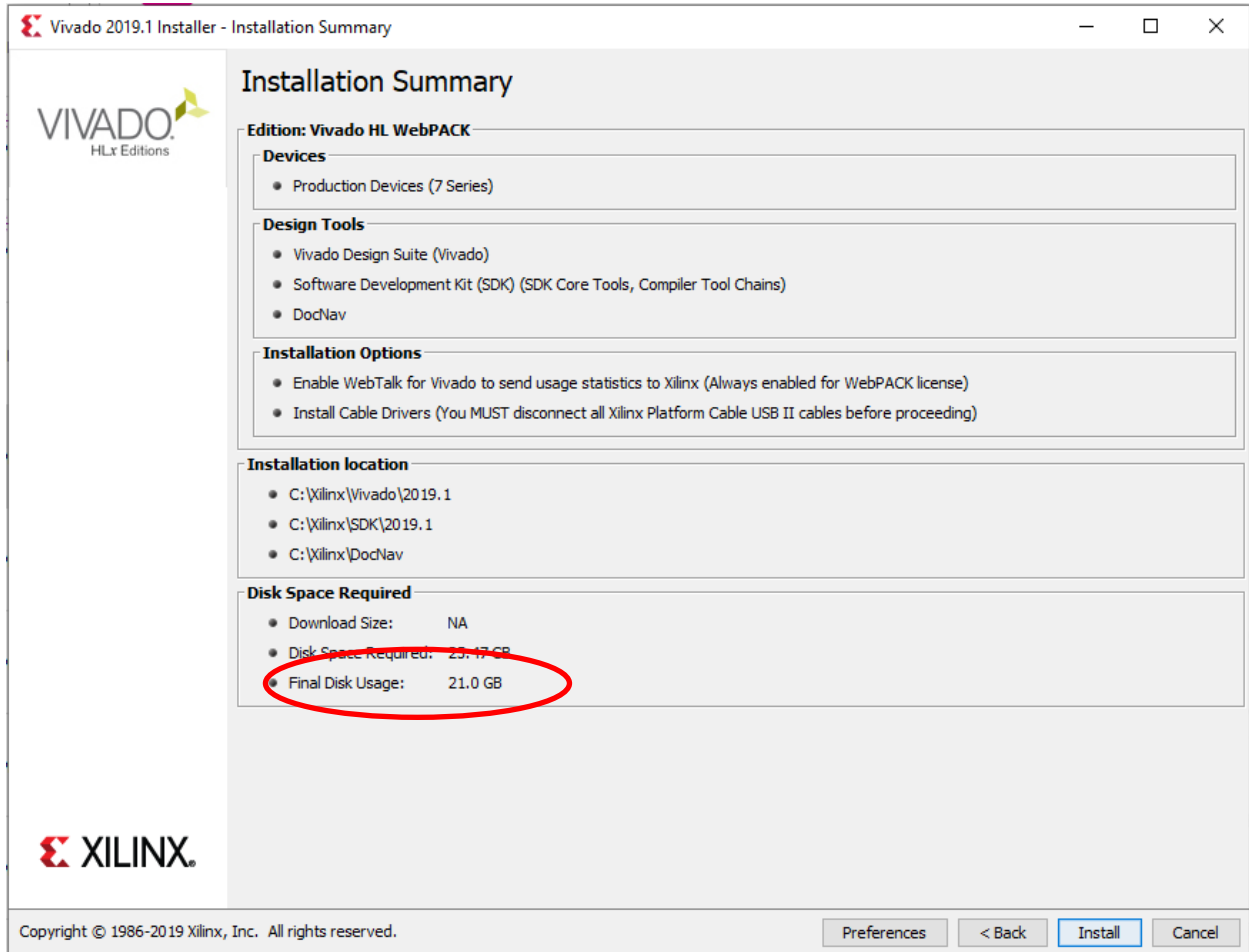 Vivado 2019.1 Installer - Installation Summary
VIVADO.
HLx Editions
Installation Summary
Edition: Vivado HL WebPACK
Devices
Production Devices (7 Series)
Design Tools
Vivado Design Suite (Vivado)
Software Development Kit (SDK) (SDK Core Tools, Compiler Tool Chains)
DocNav
Installation Options
Enable WebTalk for Vivado to send usage statistics to Xilinx (Always enabled for WebPACK license)
Install Cable Drivers (You MUST disconnect all Xilinx Platform Cable USB II cables before proceeding)
Installation location
C:\Xilinx\Vivado\2019.1
C:\Xilinx\SDK\2019.1
C:\Xilinx\DocNav
Disk Space Required
Download Size: NA
Disk Space Required: GB
Final Disk Usage: 21.0 GB
XILINX.
Copyright © 1986-2019 Xilinx, Inc. All rights reserved.
Preferences < Back Install Cancel